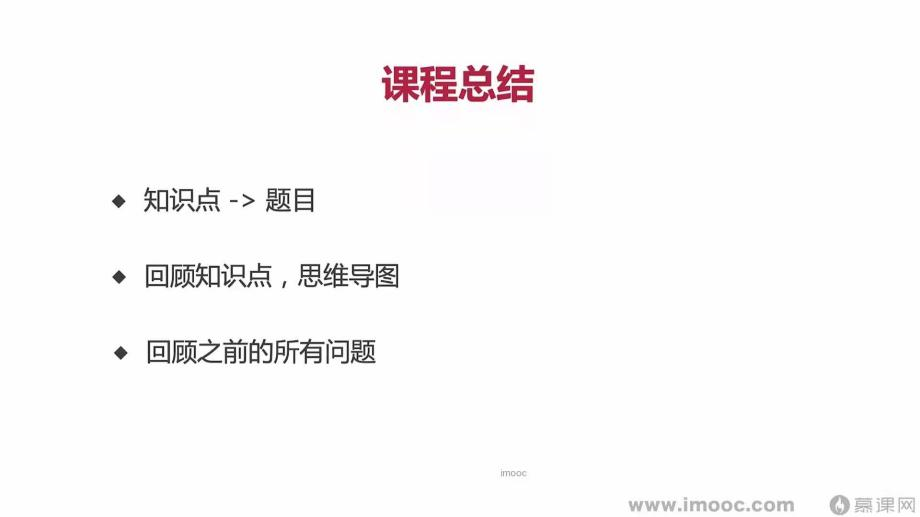 课程总结
知识点 -> 题目
回顾知识点，思维导图
回顾之前的所有问题
imooc
www.imooc.com 慕课网